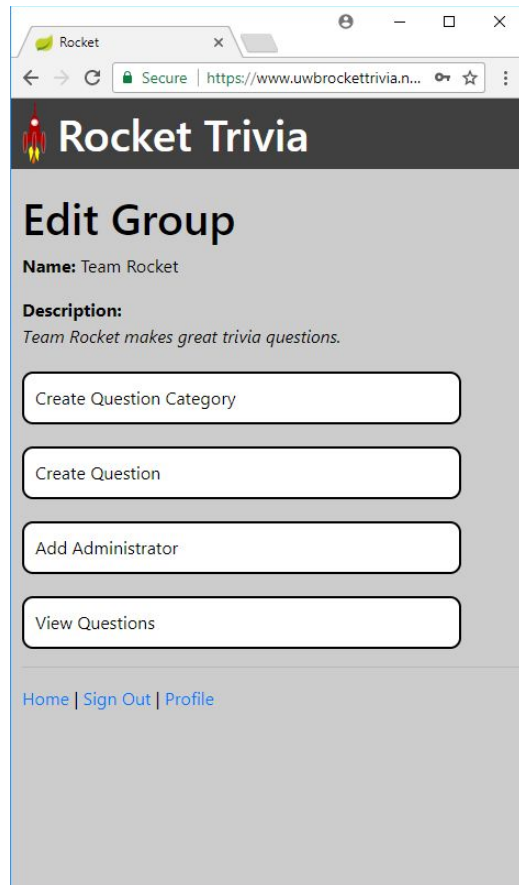 Rocket
Secure | https://www.uwbrockettrivia.n...
Rocket Trivia
Edit Group
Name: Team Rocket
Description:
Team Rocket makes great trivia questions.
Create Question Category
Create Question
Add Administrator
View Questions
Home | Sign Out | Profile